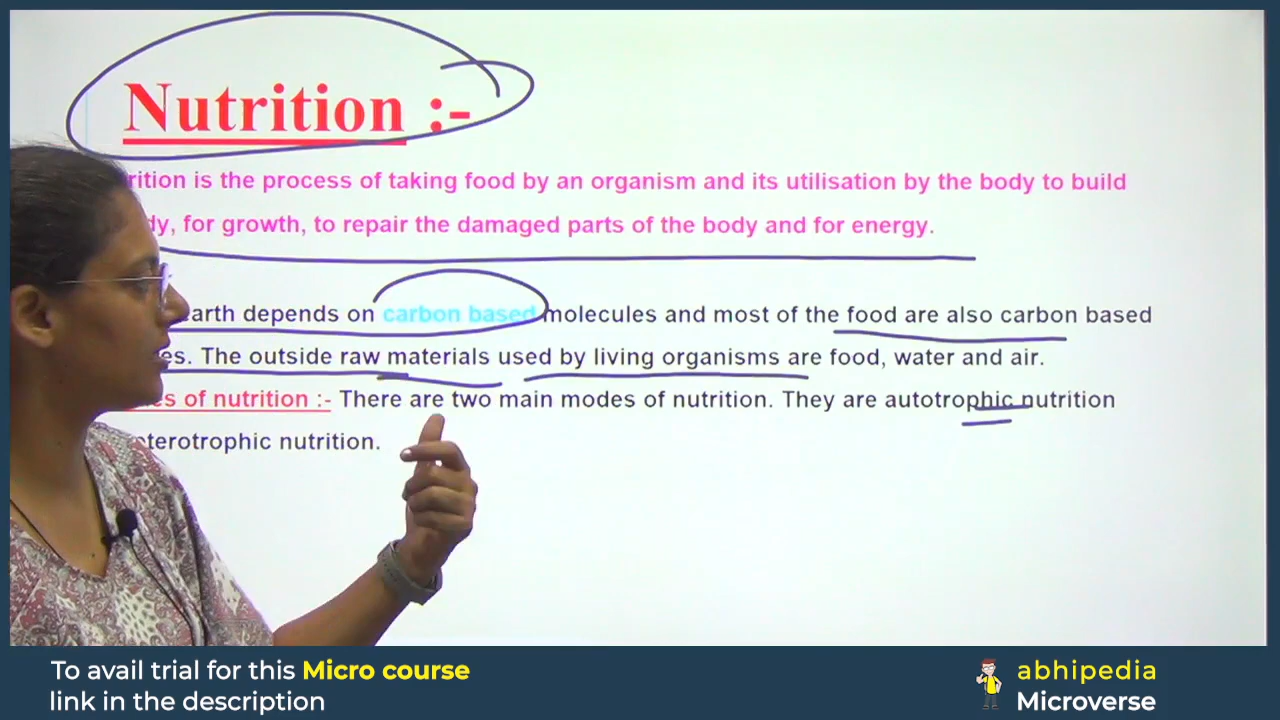 Nutrition :-
rition is the process of taking food by an organism and its utilisation by the body to build
dy, for growth, to repair the damaged parts of the body and for energy.
earth depends on carbon based molecules and most of the food are also carbon based
es. The outside raw materials used by living organisms are food, water and air.
es of nutrition :- There are two main modes of nutrition. They are autotrophic nutrition
eterotrophic nutrition.
To avail trial for this Micro course
link in the description
abhipedia
Microverse